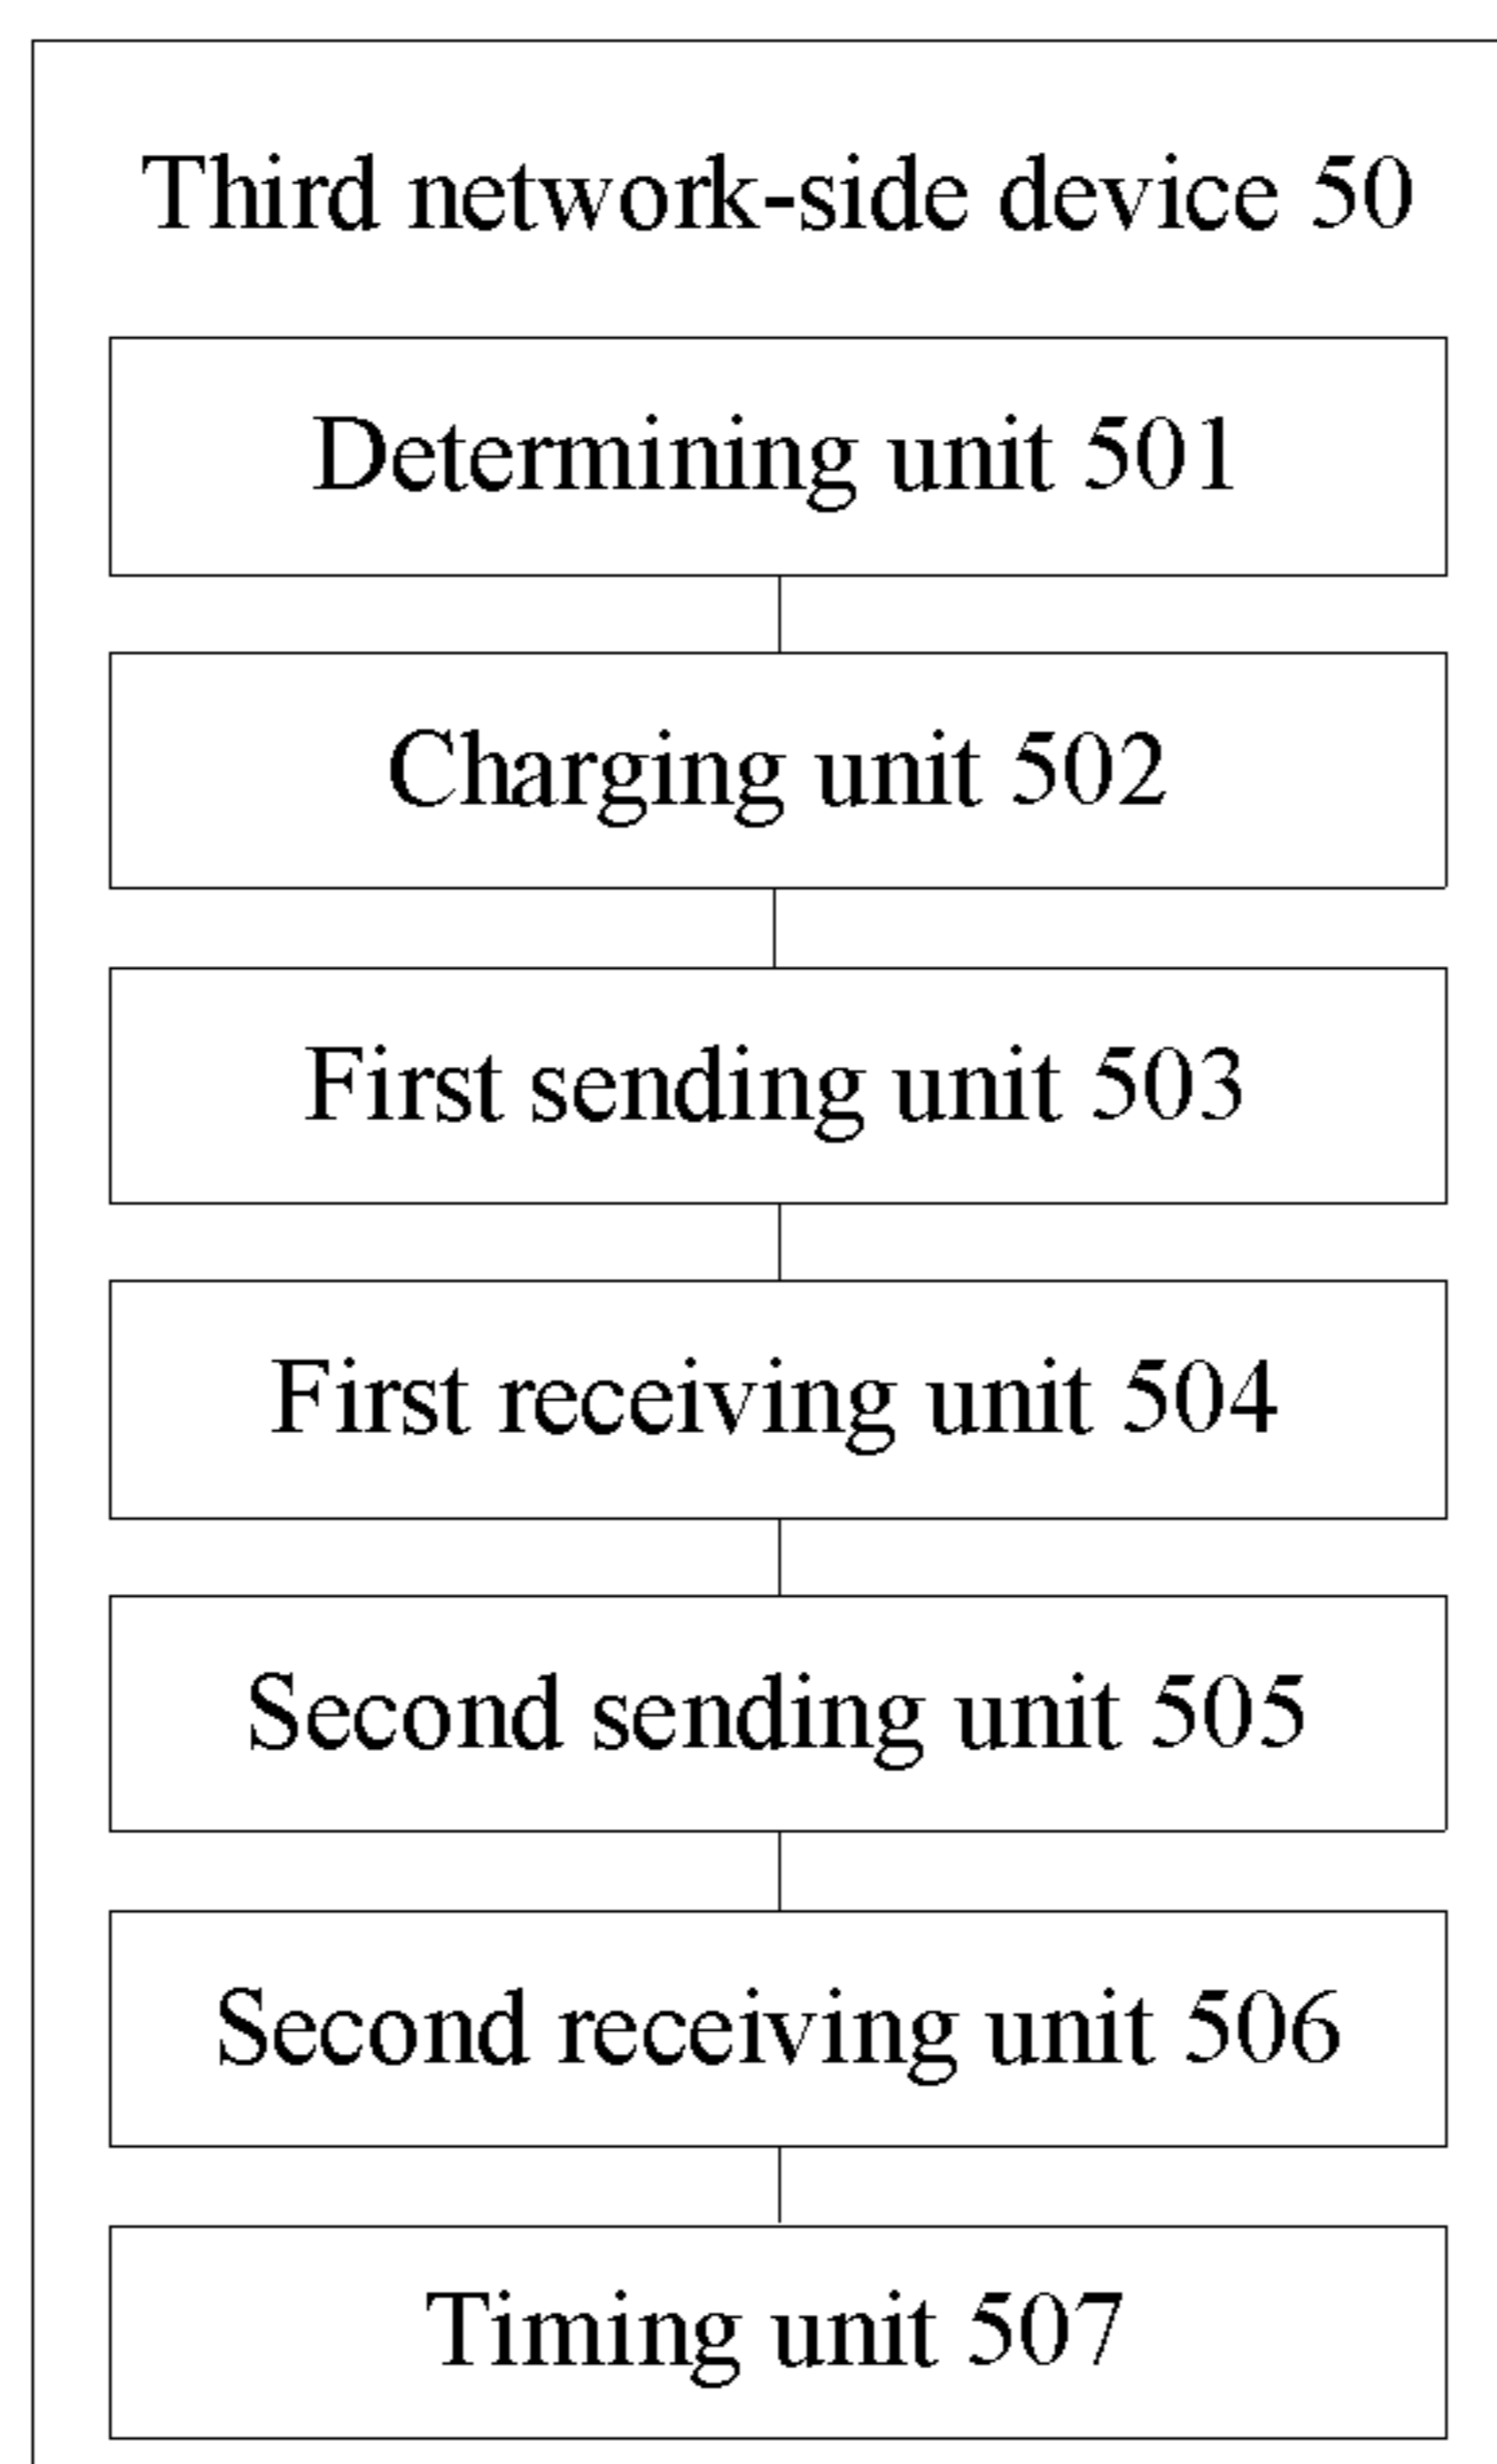 Third network-side device 50
Determining unit 501
Charging unit 502
First sending unit 503
First receiving unit 504
Second sending unit 505
Second receiving unit 506
Timing unit 507